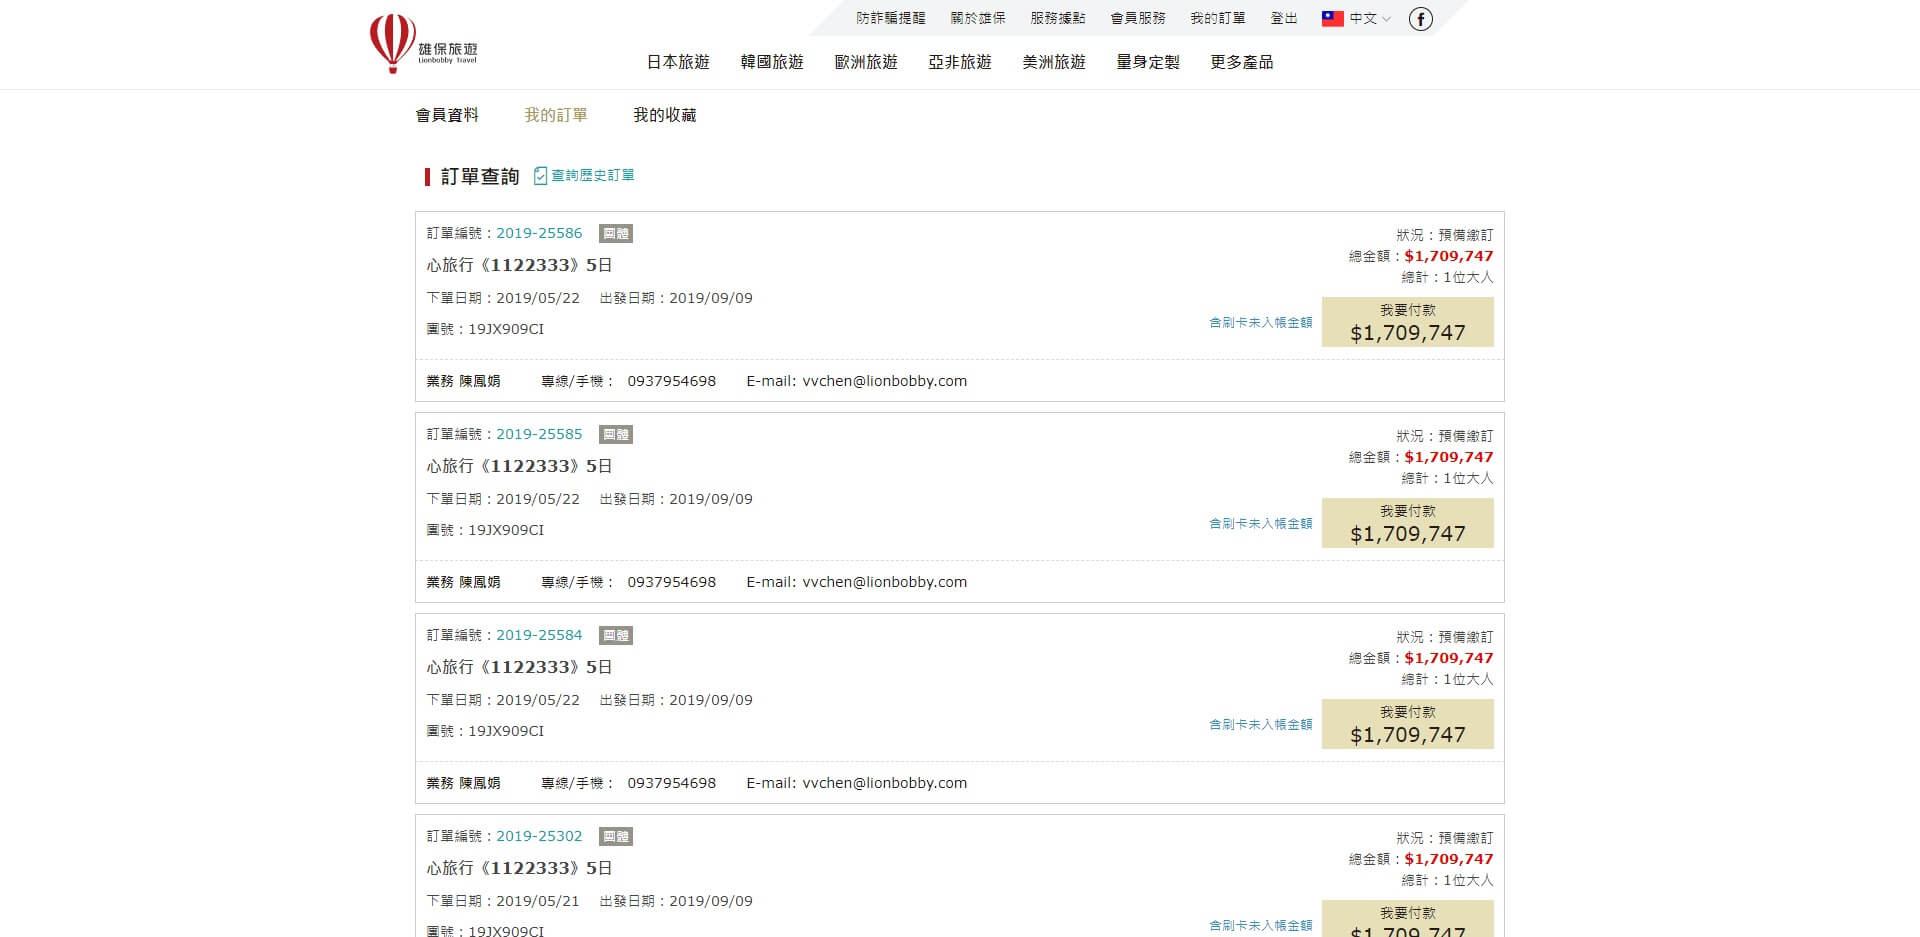 防詐騙提醒 關於雄保 服務據點 會員服務 我的訂單 登出 中文
雄保旅遊
Lionbobby Travel
日本旅遊 韓國旅遊 歐洲旅遊 亞非旅遊 美洲旅遊 量身定製 更多產品
會員資料 我的訂單 我的收藏
訂單查詢 查詢歷史訂單
訂單編號：2019-25586 團體
狀況：預備繳訂
心旅行《1122333》5日
總金額：$1,709,747
總計：1位大人
下單日期：2019/05/22 出發日期：2019/09/09
我要付款
含刷卡未入帳金額
$1,709,747
團號：19JX909CI
業務 陳鳳娟 專線/手機： 0937954698 E-mail: vvchen@lionbobby.com
訂單編號：2019-25585 團體
狀況：預備繳訂
心旅行《1122333》5日
總金額：$1,709,747
總計：1位大人
下單日期：2019/05/22 出發日期：2019/09/09
我要付款
含刷卡未入帳金額
$1,709,747
團號：19JX909CI
業務 陳鳳娟 專線/手機： 0937954698 E-mail: vvchen@lionbobby.com
訂單編號：2019-25584 團體
狀況：預備繳訂
心旅行《1122333》5日
總金額：$1,709,747
總計：1位大人
下單日期：2019/05/22 出發日期：2019/09/09
我要付款
含刷卡未入帳金額
$1,709,747
團號：19JX909CI
業務 陳鳳娟 專線/手機： 0937954698 E-mail: vvchen@lionbobby.com
訂單編號：2019-25302 團體
狀況：預備繳訂
心旅行《1122333》5日
總金額：$1,709,747
總計：1位大人
下單日期：2019/05/21 出發日期：2019/09/09
我要付款
含刷卡未入帳金額
$1,709,747
團號：19JX909CI